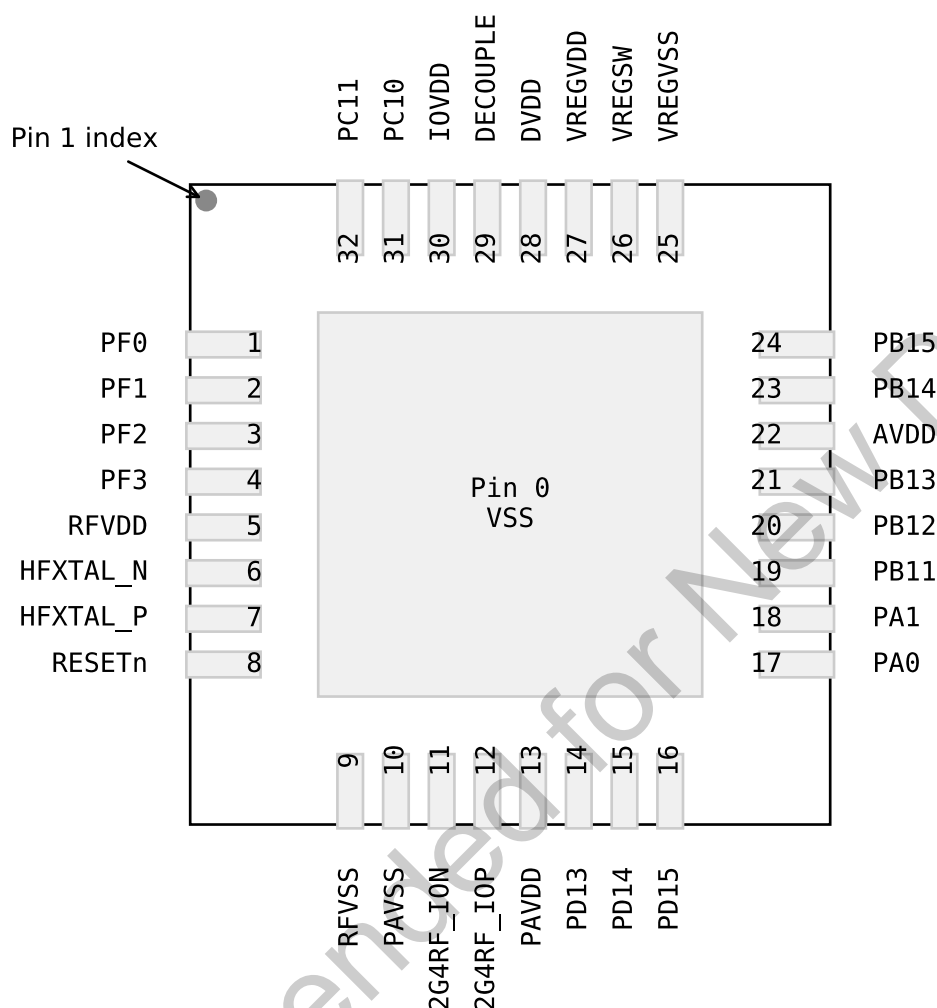 PC11
PC10
IOVDD
DECOUPLE
DVDD
VREGVDD
VREGSW
VREGVSS
Pin 1 index
32
31
30
29
28
27
26
25
PF0 1
PF1 2
PF2 3
PF3 4
RFVDD 5
HFXTAL_N 6
HFXTAL_P 7
RESETn 8
Pin 0
VSS
24 PB15
23 PB14
22 AVDD
21 PB13
20 PB12
19 PB11
18 PA1
17 PA0
9
10
11
12
13
14
15
16
RFVSS
PAVSS
2G4RF_ION
2G4RF_IOP
PAVDD
PD13
PD14
PD15
ended for New D